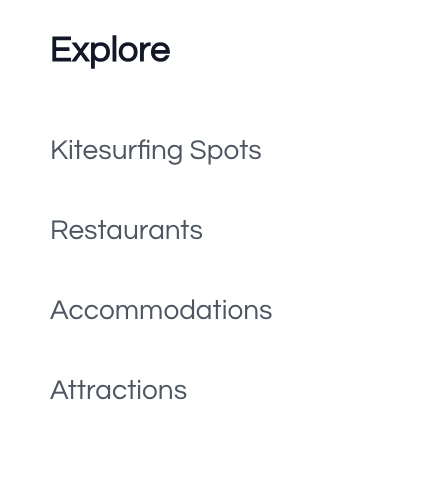 Explore
Kitesurfing Spots
Restaurants
Accommodations
Attractions